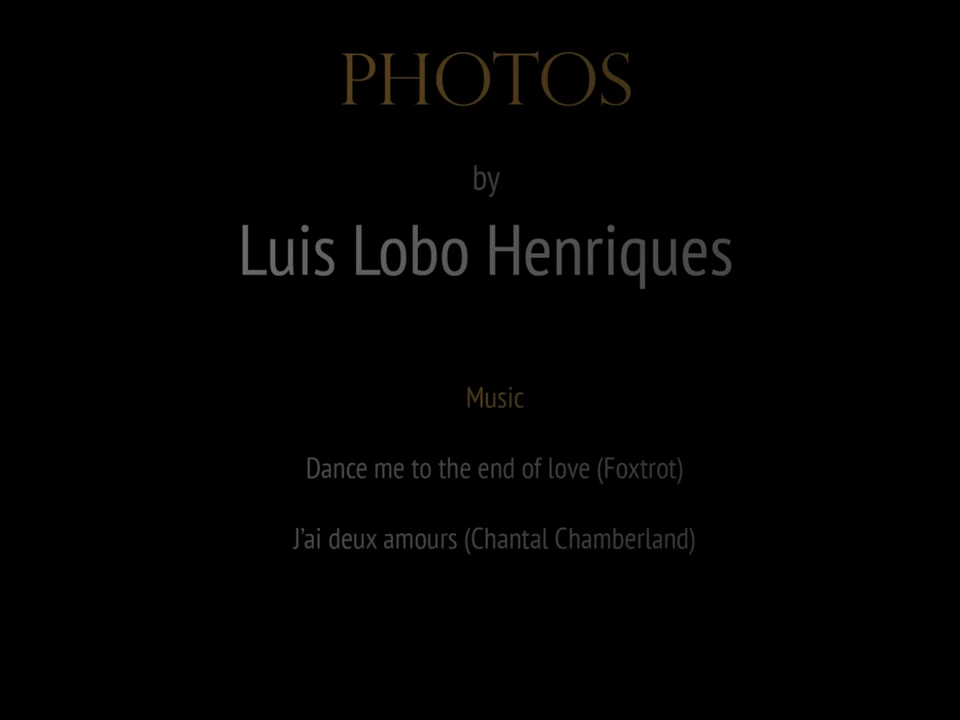 PHOTOS
by
Luis Lobo Henriques
Music
Dance me to the end of love (Foxtrot)
J'ai deux amours (Chantal Chamberland)